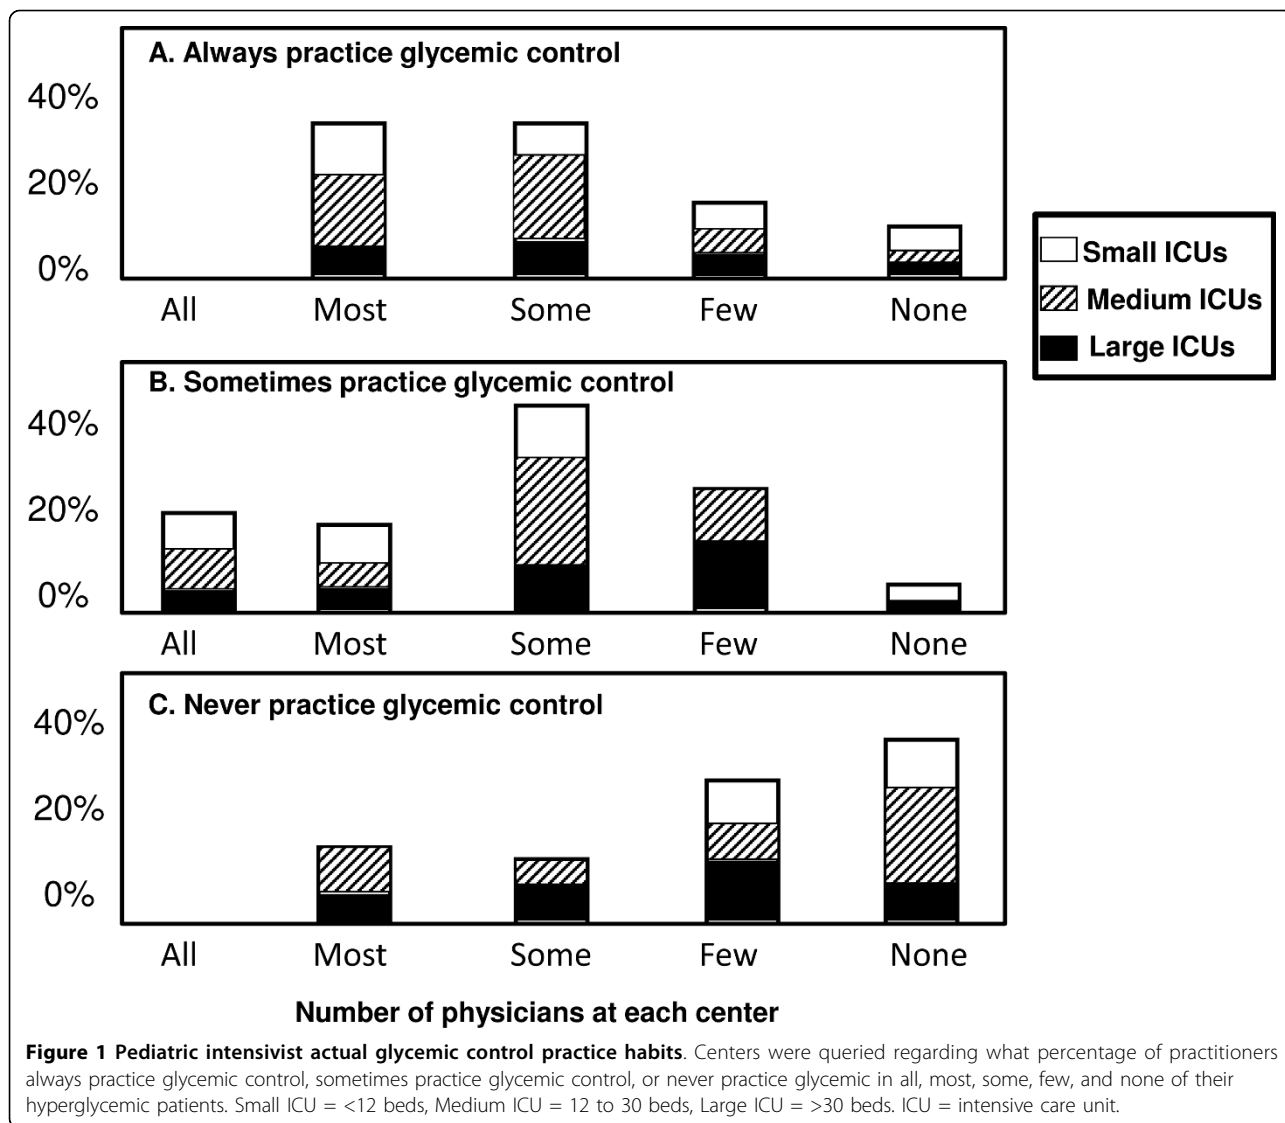 A. Always practice glycemic control
40%
20%
0%
All Most Some Few None
Small ICUs
Medium ICUs
Large ICUs
B. Sometimes practice glycemic control
40%
20%
0%
All Most Some Few None
C. Never practice glycemic control
40%
20%
0%
All Most Some Few None
Number of physicians at each center
Figure 1 Pediatric intensivist actual glycemic control practice habits. Centers were queried regarding what percentage of practitioners
always practice glycemic control, sometimes practice glycemic control, or never practice glycemic in all, most, some, few, and none of their
hyperglycemic patients. Small ICU = <12 beds, Medium ICU = 12 to 30 beds, Large ICU = >30 beds. ICU = intensive care unit.